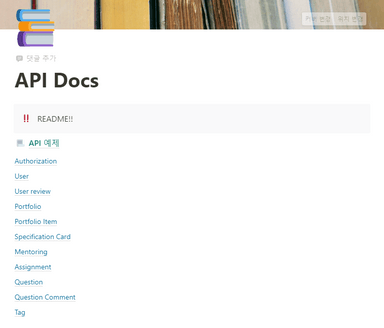 커버 변경
위치 변경
댓글 추가
API Docs
‼ README!!
API 예제
Authorization
User
User review
Portfolio
Portfolio Item
Specification Card
Mentoring
Assignment
Question
Question Comment
Tag